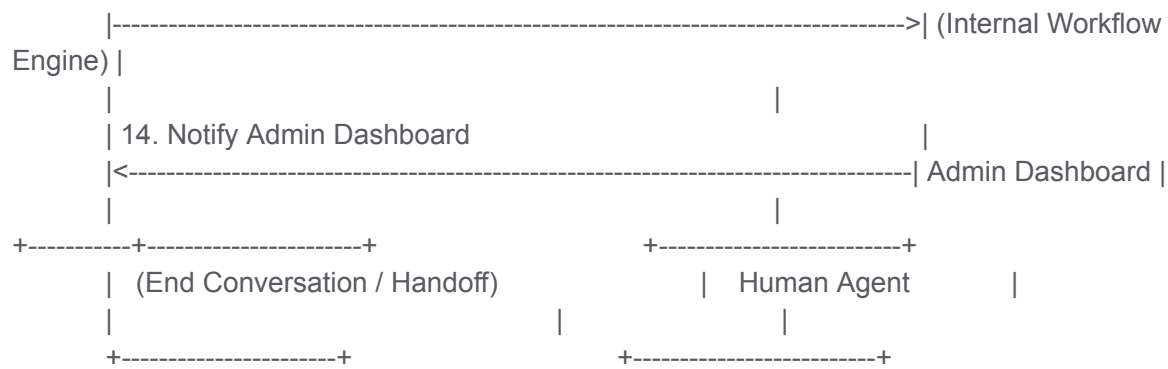 |------------------------------------------------------------------------------------->| (Internal Workflow
Engine) |
| |
| 14. Notify Admin Dashboard |
|<------------------------------------------------------------------------------------| Admin Dashboard |
| |
+-----------+-----------------------+ +--------------------------+
| (End Conversation / Handoff) | Human Agent |
| | |
+-----------------------+ +--------------------------+